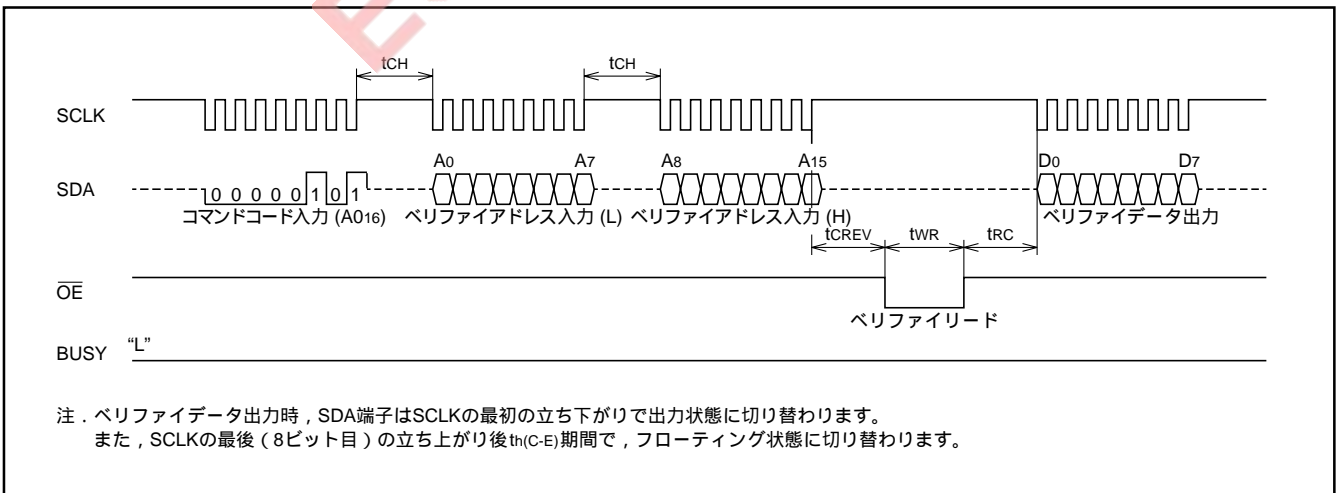 tCH tCH
SCLK
A0 A7 A8 A15 D0 D7
SDA 0 0 0 0 0 1 0 1
コマンドコード入力 (A016) ベリファイアドレス入力 (L) ベリファイアドレス入力 (H) ベリファイデータ出力
tCREV tWR tRC
OE
ベリファイリード
BUSY “L”
注．ベリファイデータ出力時，SDA端子はSCLKの最初の立ち下がりで出力状態に切り替わります。
また，SCLKの最後（8ビット目）の立ち上がり後th(C-E)期間で，フローティング状態に切り替わります。